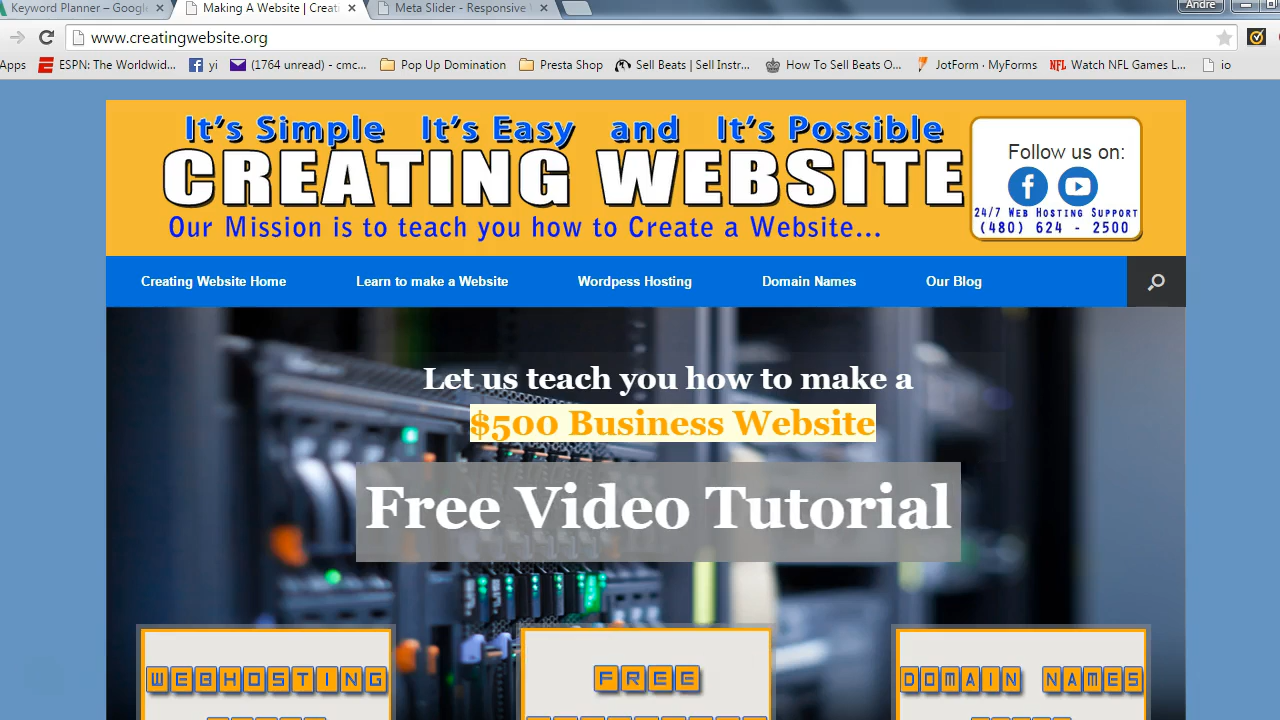 Keyword Planner – Google
Making A Website | Creati
Meta Slider - Responsive
Andre
www.creatingwebsite.org
Apps
ESPN: The Worldwid...
yi
(1764 unread) - cmc...
Pop Up Domination
Presta Shop
Sell Beats | Sell Instr...
How To Sell Beats O...
JotForm · MyForms
NFL Watch NFL Games L...
io
It's Simple It's Easy and It's Possible
CREATING WEBSITE
Our Mission is to teach you how to Create a Website...
Follow us on:
24/7 Web Hosting Support
(480) 624 - 2500
Creating Website Home
Learn to make a Website
Wordpess Hosting
Domain Names
Our Blog
Let us teach you how to make a
$500 Business Website
Free Video Tutorial
WEBHOSTING
FREE
DOMAIN NAMES